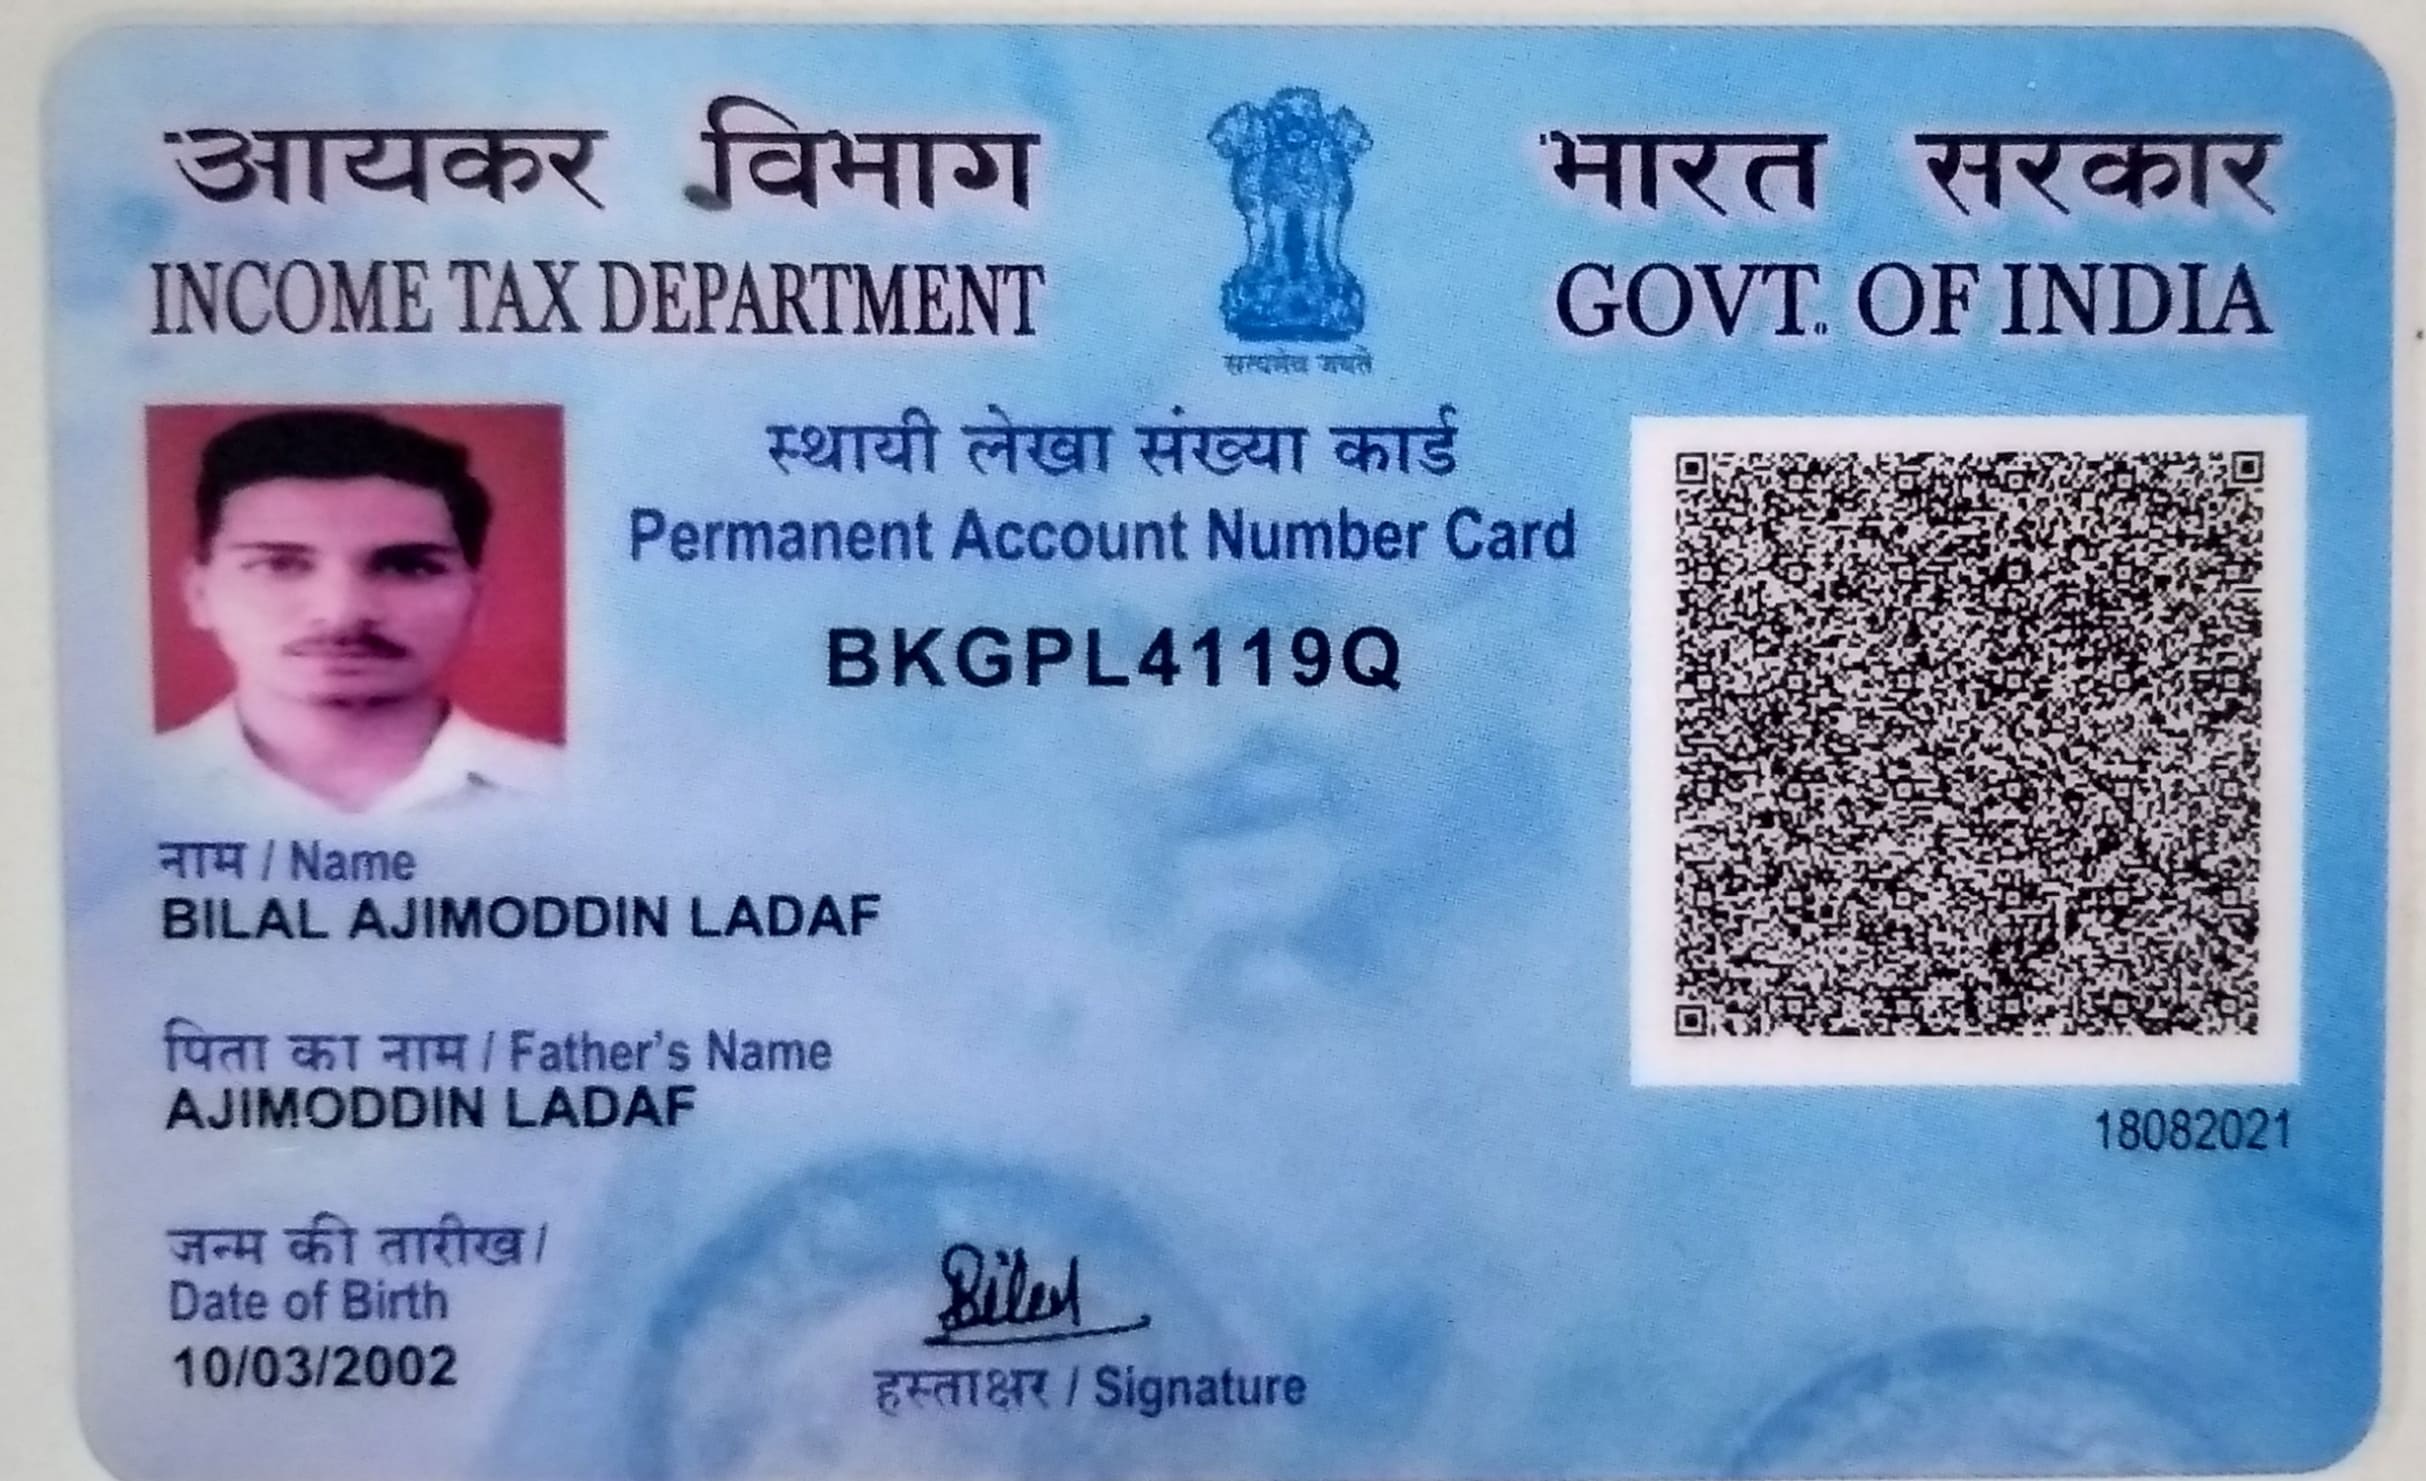 आयकर विभाग
INCOME TAX DEPARTMENT
सत्यमेव जयते
भारत सरकार
GOVT. OF INDIA
स्थायी लेखा संख्या कार्ड
Permanent Account Number Card
BKGPL4119Q
नाम / Name
BILAL AJIMODDIN LADAF
पिता का नाम / Father's Name
AJIMODDIN LADAF
18082021
जन्म की तारीख /
Date of Birth
10/03/2002
Bilal
हस्ताक्षर / Signature